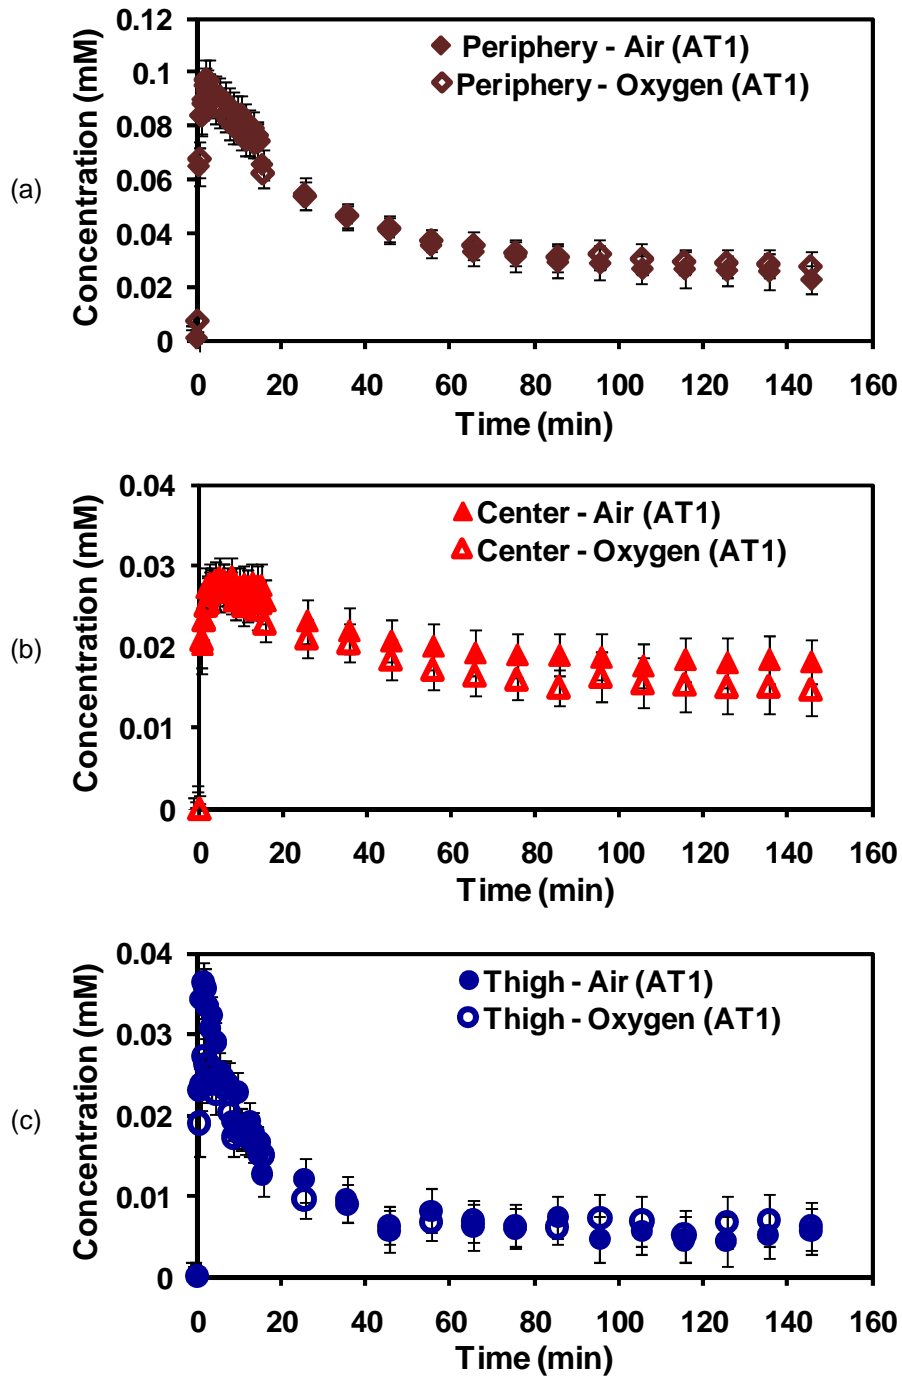 (a)
Concentration (mM)
0.12
0.1
0.08
0.06
0.04
0.02
0
Periphery - Air (AT1)
Periphery - Oxygen (AT1)
0 20 40 60 80 100 120 140 160
Time (min)
(b)
Concentration (mM)
0.04
0.03
0.02
0.01
0
Center - Air (AT1)
Center - Oxygen (AT1)
0 20 40 60 80 100 120 140 160
Time (min)
(c)
Concentration (mM)
0.04
0.03
0.02
0.01
0
Thigh - Air (AT1)
Thigh - Oxygen (AT1)
0 20 40 60 80 100 120 140 160
Time (min)